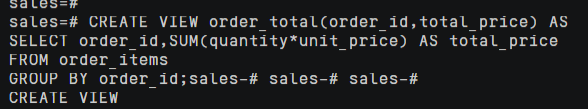 sales=#
sales=# CREATE VIEW order_total(order_id,total_price) AS
SELECT order_id,SUM(quantity*unit_price) AS total_price
FROM order_items
GROUP BY order_id;sales-# sales-# sales-#
CREATE VIEW